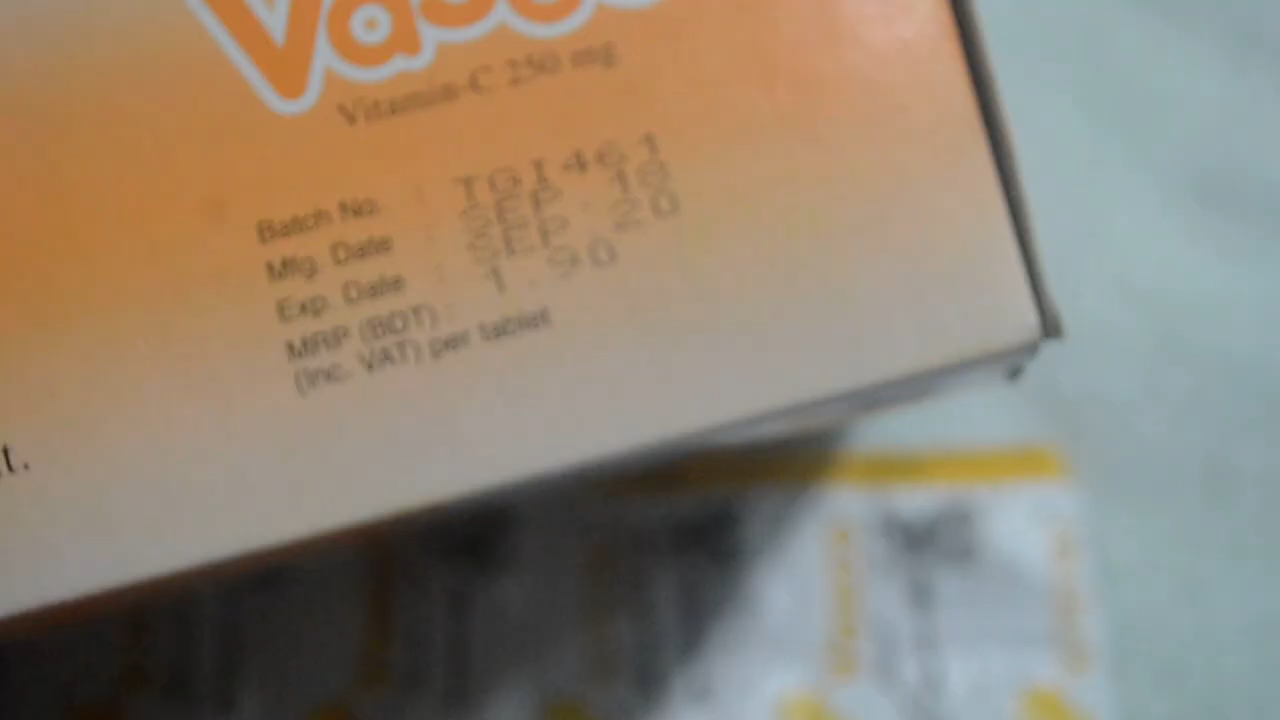 Vitamin-C 250 mg
Batch No. : TGI461
Mfg. Date : SEP. 18
Exp. Date : SEP. 20
MRP (BDT) : 1.90
(Inc. VAT) per tablet
t.